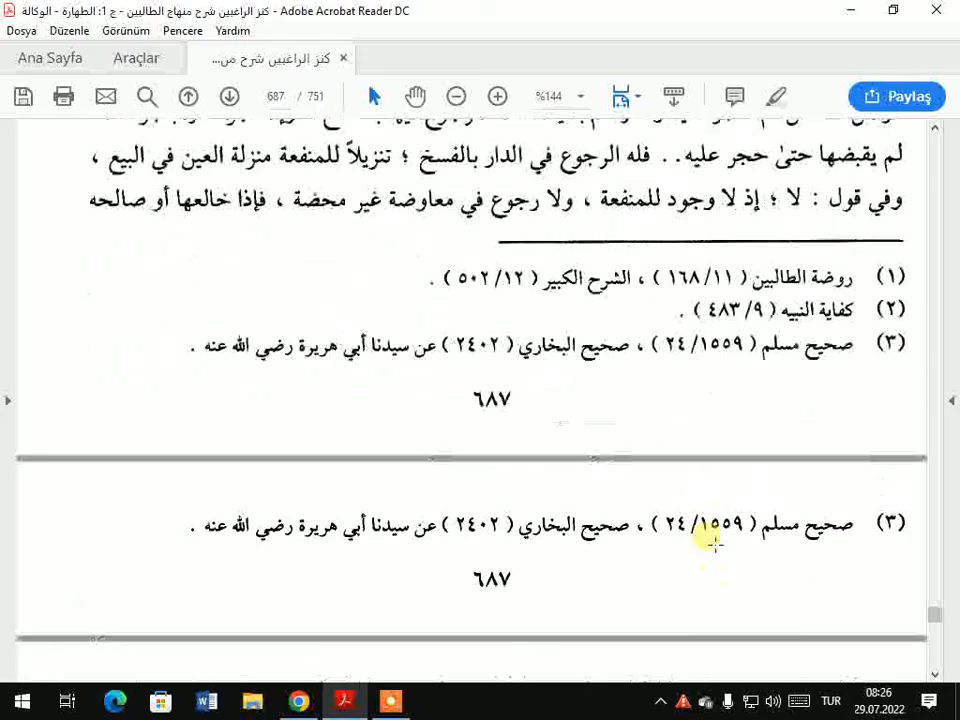 كنز الراغبين شرح منهاج الطالبين - ج 1: الطهارة - الوكالة - Adobe Acrobat Reader DC
Dosya Düzenle Görünüm Pencere Yardım
Ana Sayfa Araçlar كنز الراغبين شرح من... ×
687 / 751 %144 Paylaş
لم يقبضها حتىٰ حجر عليه.. فله الرجوع في الدار بالفسخ ؛ تنزيلاً للمنفعة منزلة العين في البيع ،
وفي قول : لا ؛ إذ لا وجود للمنفعة ، ولا رجوع في معاوضة غير محضة ، فإذا خالعها أو صالحه
(١) روضة الطالبين ( ١٦٨/١١ ) ، الشرح الكبير ( ٥٠٢/١٢ ) .
(٢) كفاية النبيه ( ٤٨٣/٩ ) .
(٣) صحيح مسلم ( ٢٤/١٥٥٩ ) ، صحيح البخاري ( ٢٤٠٢ ) عن سيدنا أبي هريرة رضي الله عنه .
٦٨٧
(٣) صحيح مسلم ( ٢٤/١٥٥٩ ) ، صحيح البخاري ( ٢٤٠٢ ) عن سيدنا أبي هريرة رضي الله عنه .
٦٨٧
TUR 08:26
29.07.2022